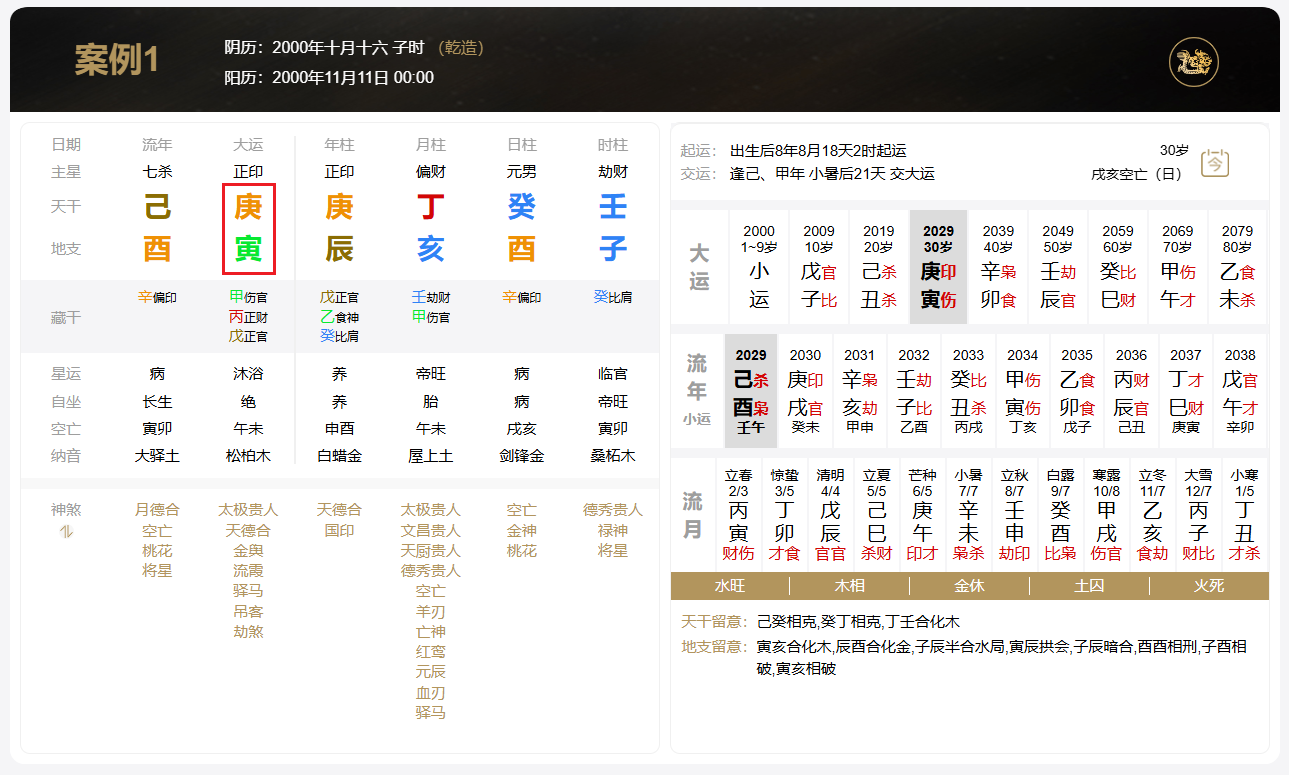 案例1
阴历：2000年十月十六 子时 （乾造）
阳历：2000年11月11日 00:00
日期 流年 大运 年柱 月柱 日柱 时柱
主星 七杀 正印 正印 偏财 元男 劫财
天干 己 庚 庚 丁 癸 壬
地支 酉 寅 辰 亥 酉 子
藏干
辛偏印 甲伤官 戊正官 壬劫财 辛偏印 癸比肩
丙正财 乙食神 甲伤官
戊正官 癸比肩
星运 病 沐浴 养 帝旺 病 临官
自坐 长生 绝 养 胎 病 帝旺
空亡 寅卯 午未 申酉 午未 戌亥 寅卯
纳音 大驿土 松柏木 白蜡金 屋上土 剑锋金 桑柘木
神煞 月德合 太极贵人 天德合 太极贵人 空亡 德秀贵人
空亡 天德合 国印 文昌贵人 金神 禄神
桃花 金舆 天厨贵人 桃花 将星
将星 流霞 德秀贵人
驿马 空亡
吊客 羊刃
劫煞 亡神
红鸾
元辰
血刃
驿马
起运： 出生后8年8月18天2时起运 30岁
交运： 逢己、甲年 小暑后21天 交大运 戌亥空亡（日）
今
大运
2000 2009 2019 2029 2039 2049 2059 2069 2079
1~9岁 10岁 20岁 30岁 40岁 50岁 60岁 70岁 80岁
小 戊官 己杀 庚印 辛枭 壬劫 癸比 甲伤 乙食
运 子比 丑杀 寅伤 卯食 辰官 巳财 午才 未杀
流年
小运
2029 2030 2031 2032 2033 2034 2035 2036 2037 2038
己杀 庚印 辛枭 壬劫 癸比 甲伤 乙食 丙财 丁才 戊官
酉枭 戌官 亥劫 子比 丑杀 寅伤 卯食 辰官 巳财 午才
壬午 癸未 甲申 乙酉 丙戌 丁亥 戊子 己丑 庚寅 辛卯
流月
立春 惊蛰 清明 立夏 芒种 小暑 立秋 白露 寒露 立冬 大雪 小寒
2/3 3/5 4/4 5/5 6/5 7/7 8/7 9/7 10/8 11/7 12/7 1/5
丙 丁 戊 己 庚 辛 壬 癸 甲 乙 丙 丁
寅 卯 辰 巳 午 未 申 酉 戌 亥 子 丑
财伤 才食 官官 杀财 印才 枭杀 劫印 比枭 伤官 食劫 财比 才杀
水旺 木相 金休 土囚 火死
天干留意： 己癸相克,癸丁相克,丁壬合化木
地支留意： 寅亥合化木,辰酉合化金,子辰半合水局,寅辰拱会,子辰暗合,酉酉相刑,子酉相
破,寅亥相破